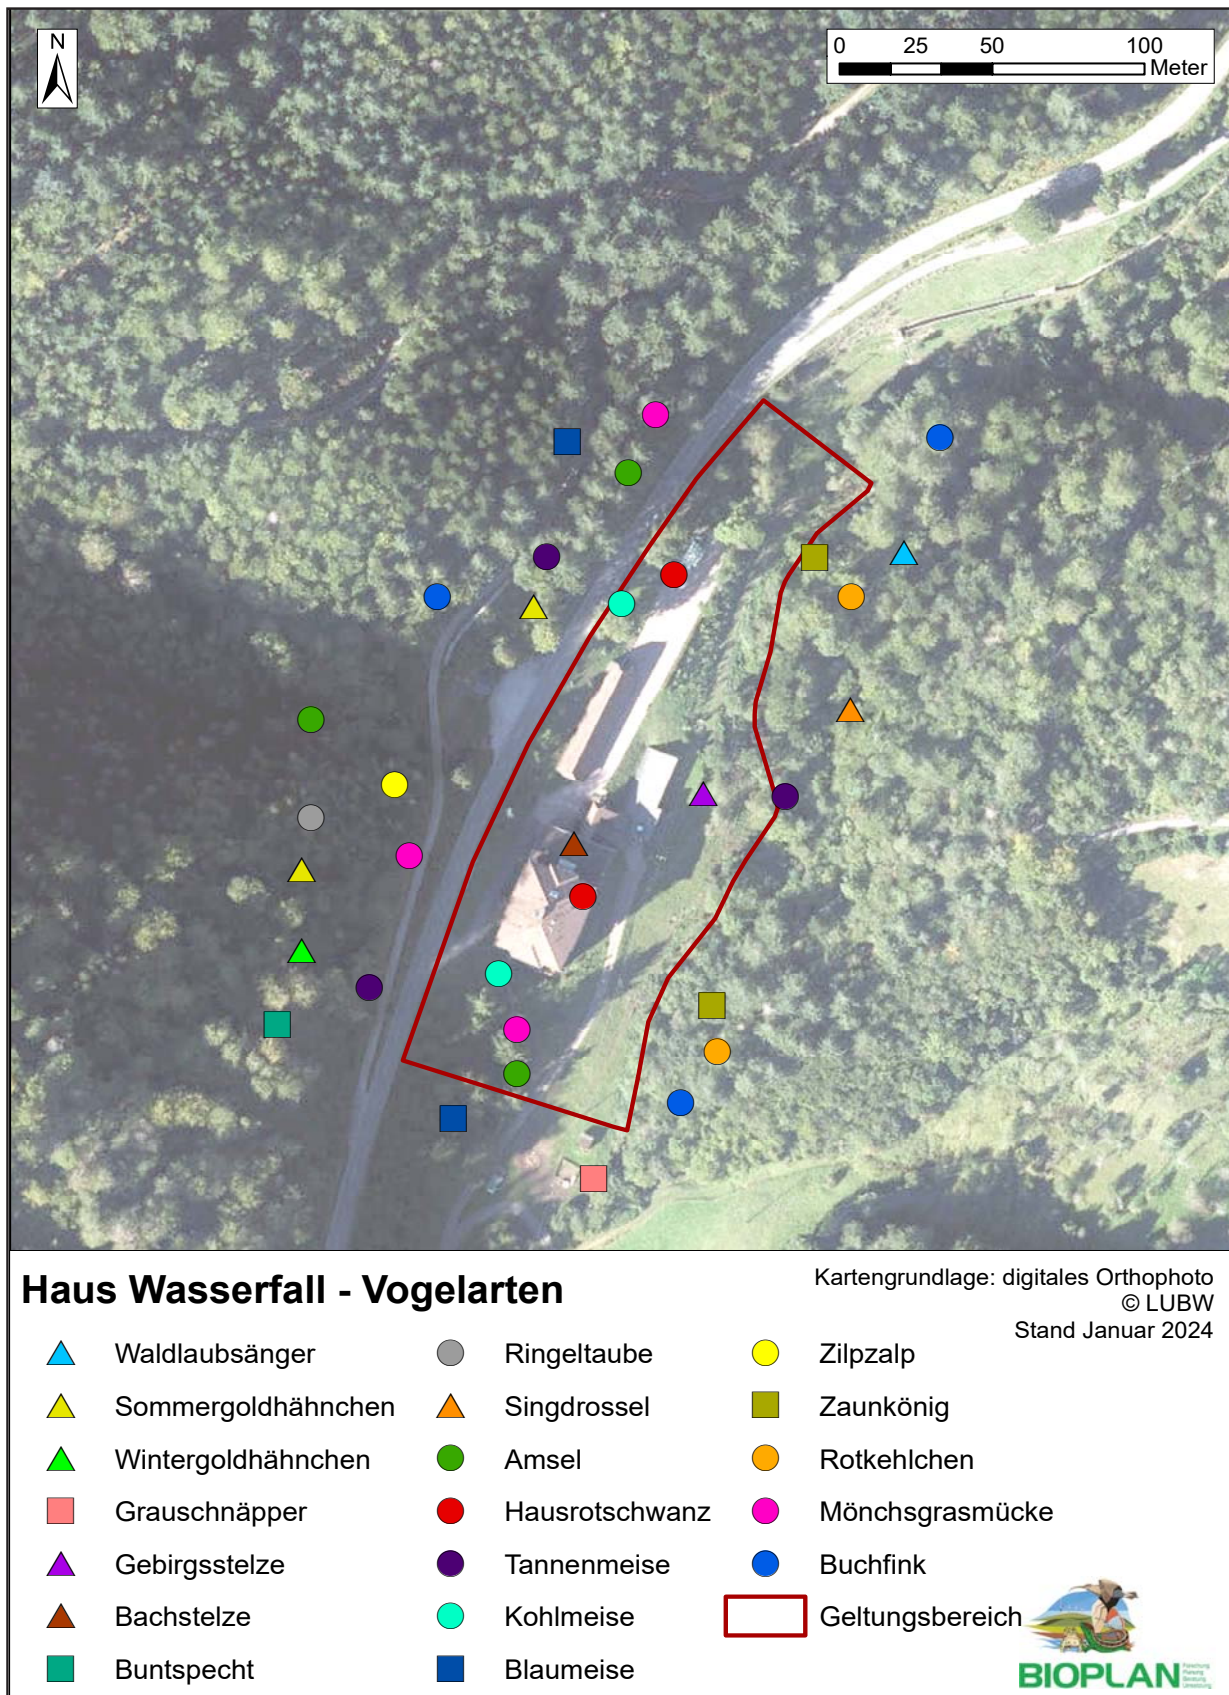 N
0 25 50 100
Meter
Haus Wasserfall - Vogelarten
Kartengrundlage: digitales Orthophoto
© LUBW
Stand Januar 2024
Waldlaubsänger
Sommergoldhähnchen
Wintergoldhähnchen
Grauschnäpper
Gebirgsstelze
Bachstelze
Buntspecht
Ringeltaube
Singdrossel
Amsel
Hausrotschwanz
Tannenmeise
Kohlmeise
Blaumeise
Zilpzalp
Zaunkönig
Rotkehlchen
Mönchsgrasmücke
Buchfink
Geltungsbereich
BIOPLAN